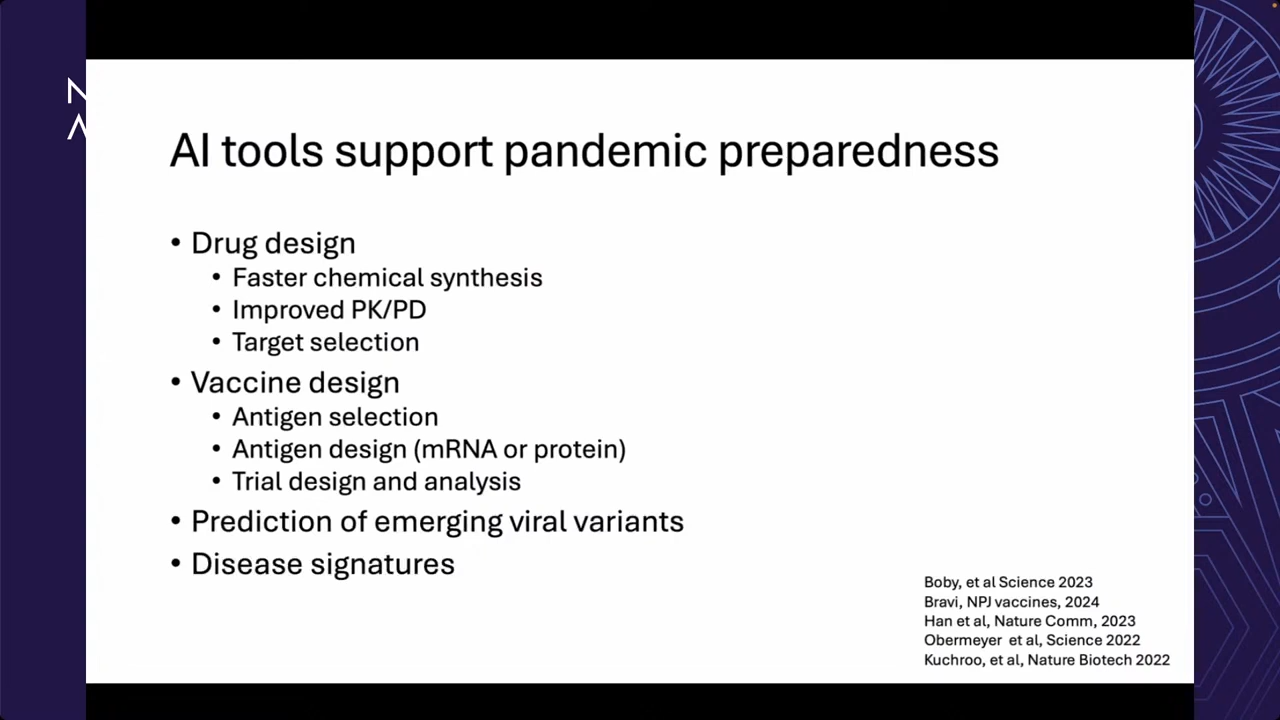 N
A
AI tools support pandemic preparedness
• Drug design
• Faster chemical synthesis
• Improved PK/PD
• Target selection
• Vaccine design
• Antigen selection
• Antigen design (mRNA or protein)
• Trial design and analysis
• Prediction of emerging viral variants
• Disease signatures
Boby, et al Science 2023
Bravi, NPJ vaccines, 2024
Han et al, Nature Comm, 2023
Obermeyer et al, Science 2022
Kuchroo, et al, Nature Biotech 2022